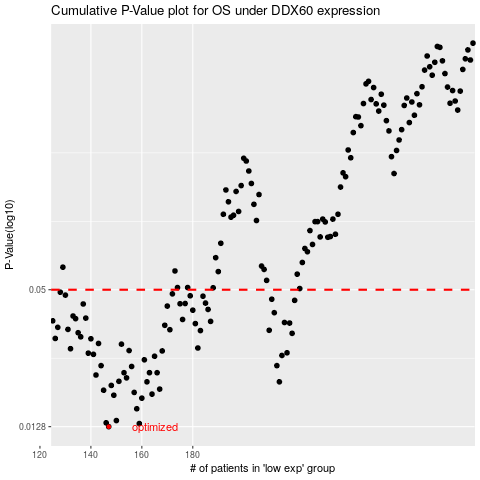 Cumulative P-Value plot for OS under DDX60 expression
P-Value(log10)
0.05
0.0128
optimized
120 140 160 180
# of patients in 'low exp' group